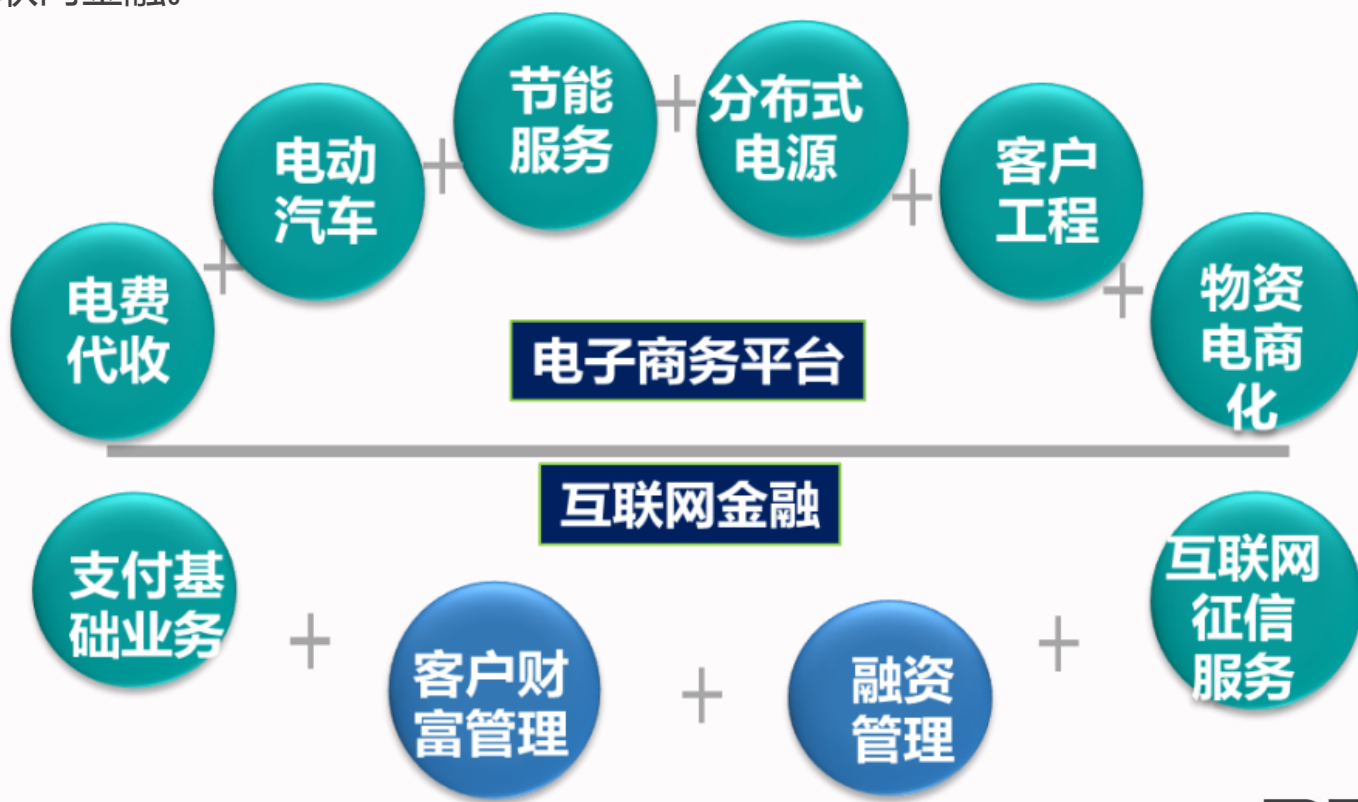 节能
服务
分布式
电源
电动
汽车
客户
工程
电费
代收
物资
电商
化
电子商务平台
互联网金融
支付基
础业务
客户财
富管理
融资
管理
互联网
征信
服务